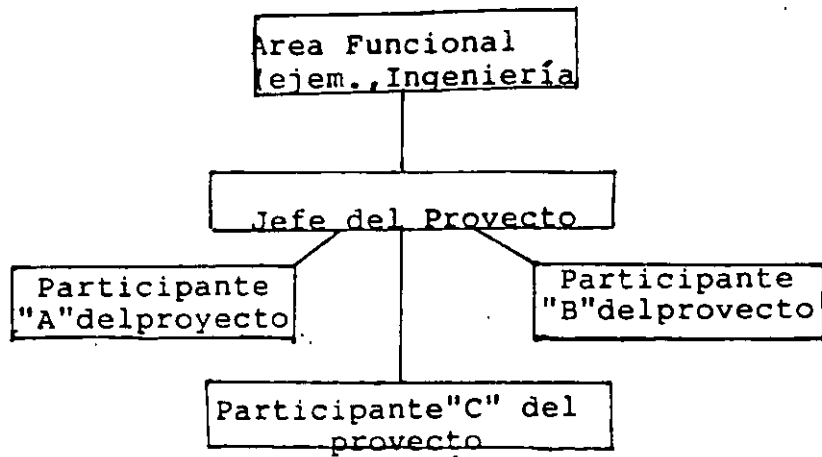 Area Funcional
(ejem.,Ingeniería
Jefe del Proyecto
Participante
"A"delproyecto
Participante
"B"delproyecto
Participante"C" del
proyecto